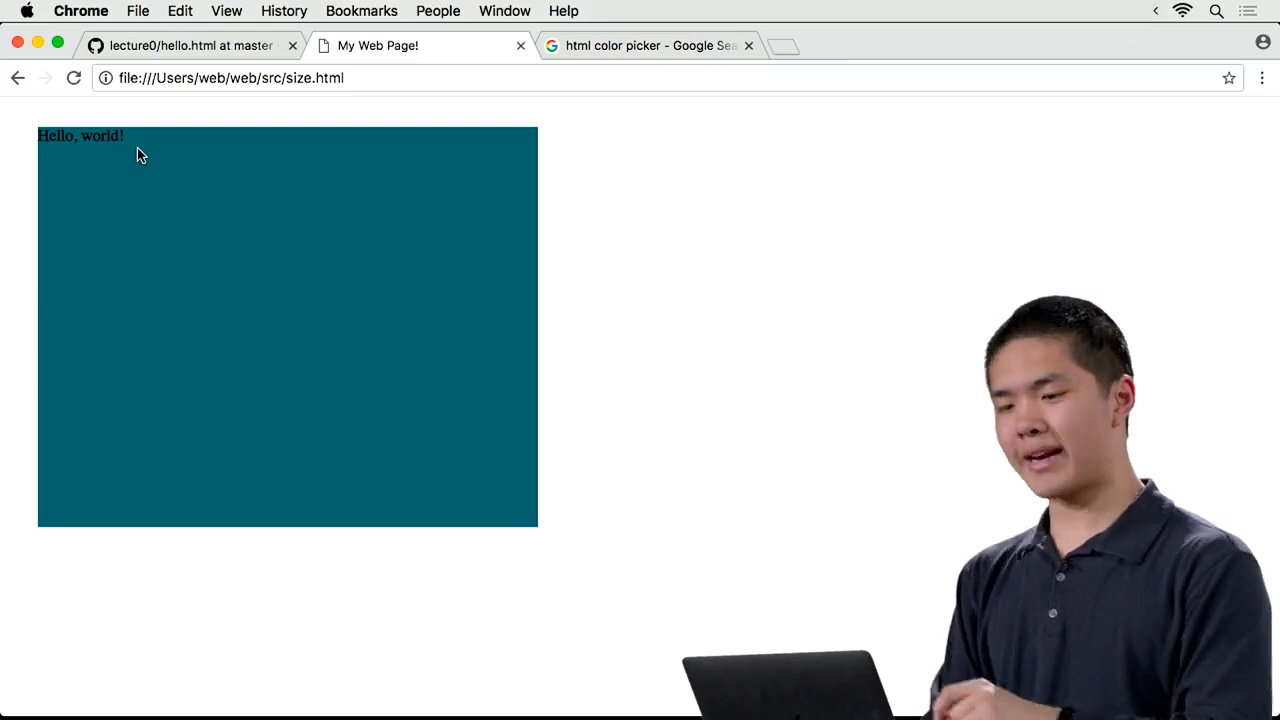 Chrome File Edit View History Bookmarks People Window Help
lecture0/hello.html at master My Web Page! html color picker - Google Sea
file:///Users/web/web/src/size.html
Hello, world!